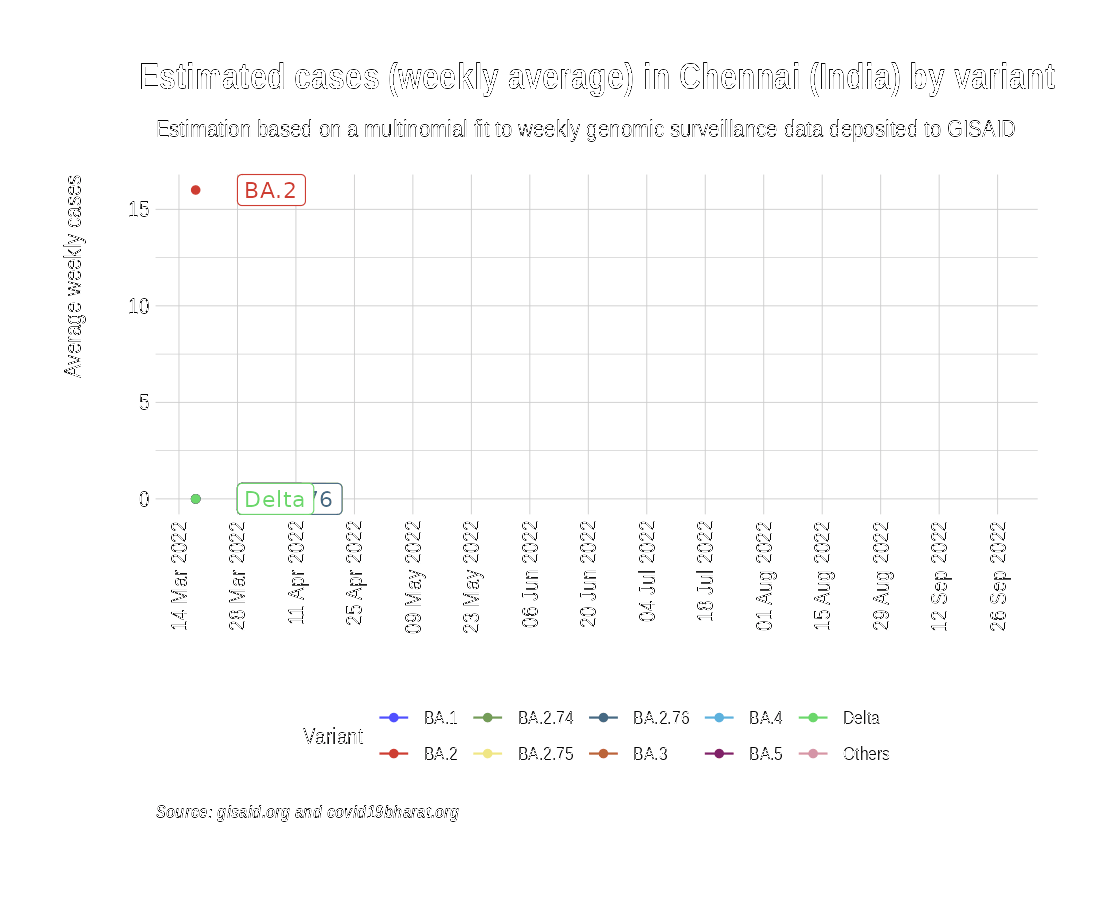 Estimated cases (weekly average) in Chennai (India) by variant
Estimation based on a multinomial fit to weekly genomic surveillance data deposited to GISAID
Average weekly cases
15
10
5
0
BA.2
Delta
76
14 Mar 2022
28 Mar 2022
11 Apr 2022
25 Apr 2022
09 May 2022
23 May 2022
06 Jun 2022
20 Jun 2022
04 Jul 2022
18 Jul 2022
01 Aug 2022
15 Aug 2022
29 Aug 2022
12 Sep 2022
26 Sep 2022
Variant
BA.1 BA.2.74 BA.2.76 BA.4 Delta
BA.2 BA.2.75 BA.3 BA.5 Others
Source: gisaid.org and covid19bharat.org